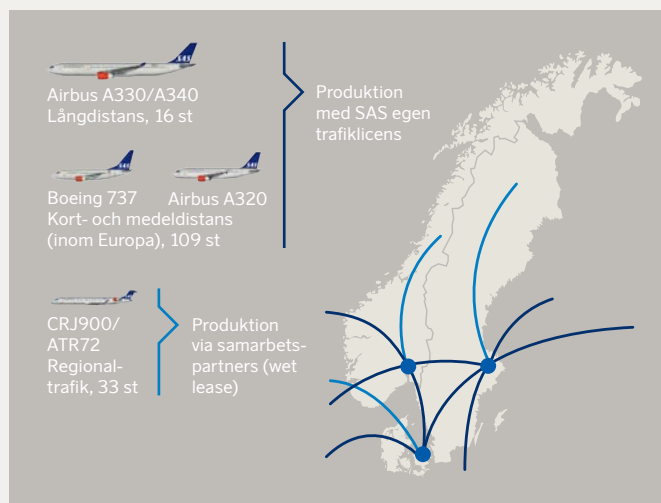 Airbus A330/A340
Långdistans, 16 st
Produktion
med SAS egen
trafiklicens
Boeing 737
Airbus A320
Kort- och medeldistans
(inom Europa), 109 st
CRJ900/
ATR72
Regional-
trafik, 33 st
Produktion
via samarbets-
partners (wet
lease)